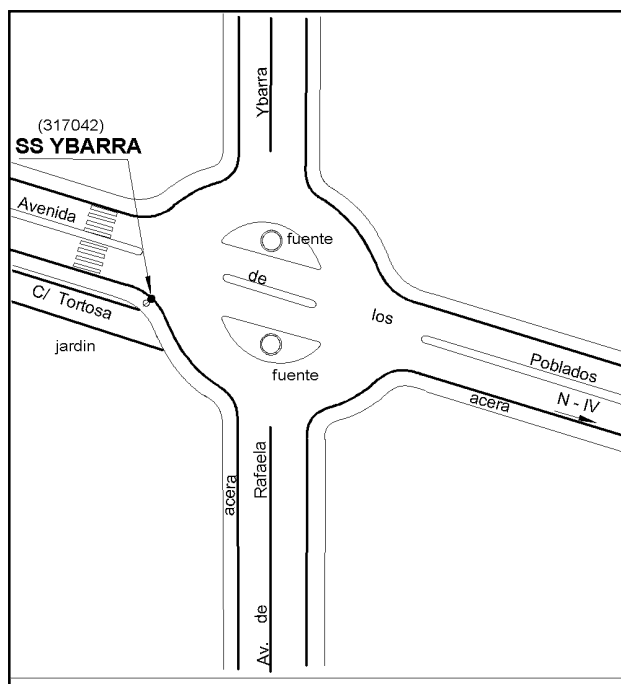 Ybarra
(317042)
SS YBARRA
Avenida
fuente
de
C/ Tortosa
los
jardin
Poblados
fuente
N - IV
acera
Rafaela
acera
Av. de